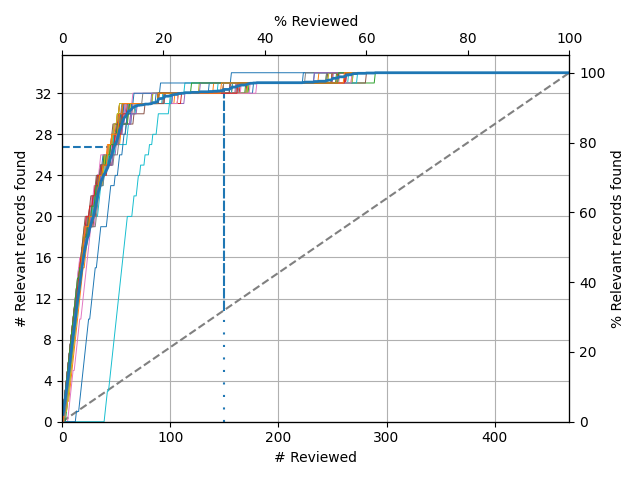 % Reviewed
0 20 40 60 80 100
32 100
28 80
24
20 60
16
12 40
8 20
4
0 0
# Relevant records found
% Relevant records found
0 100 200 300 400
# Reviewed